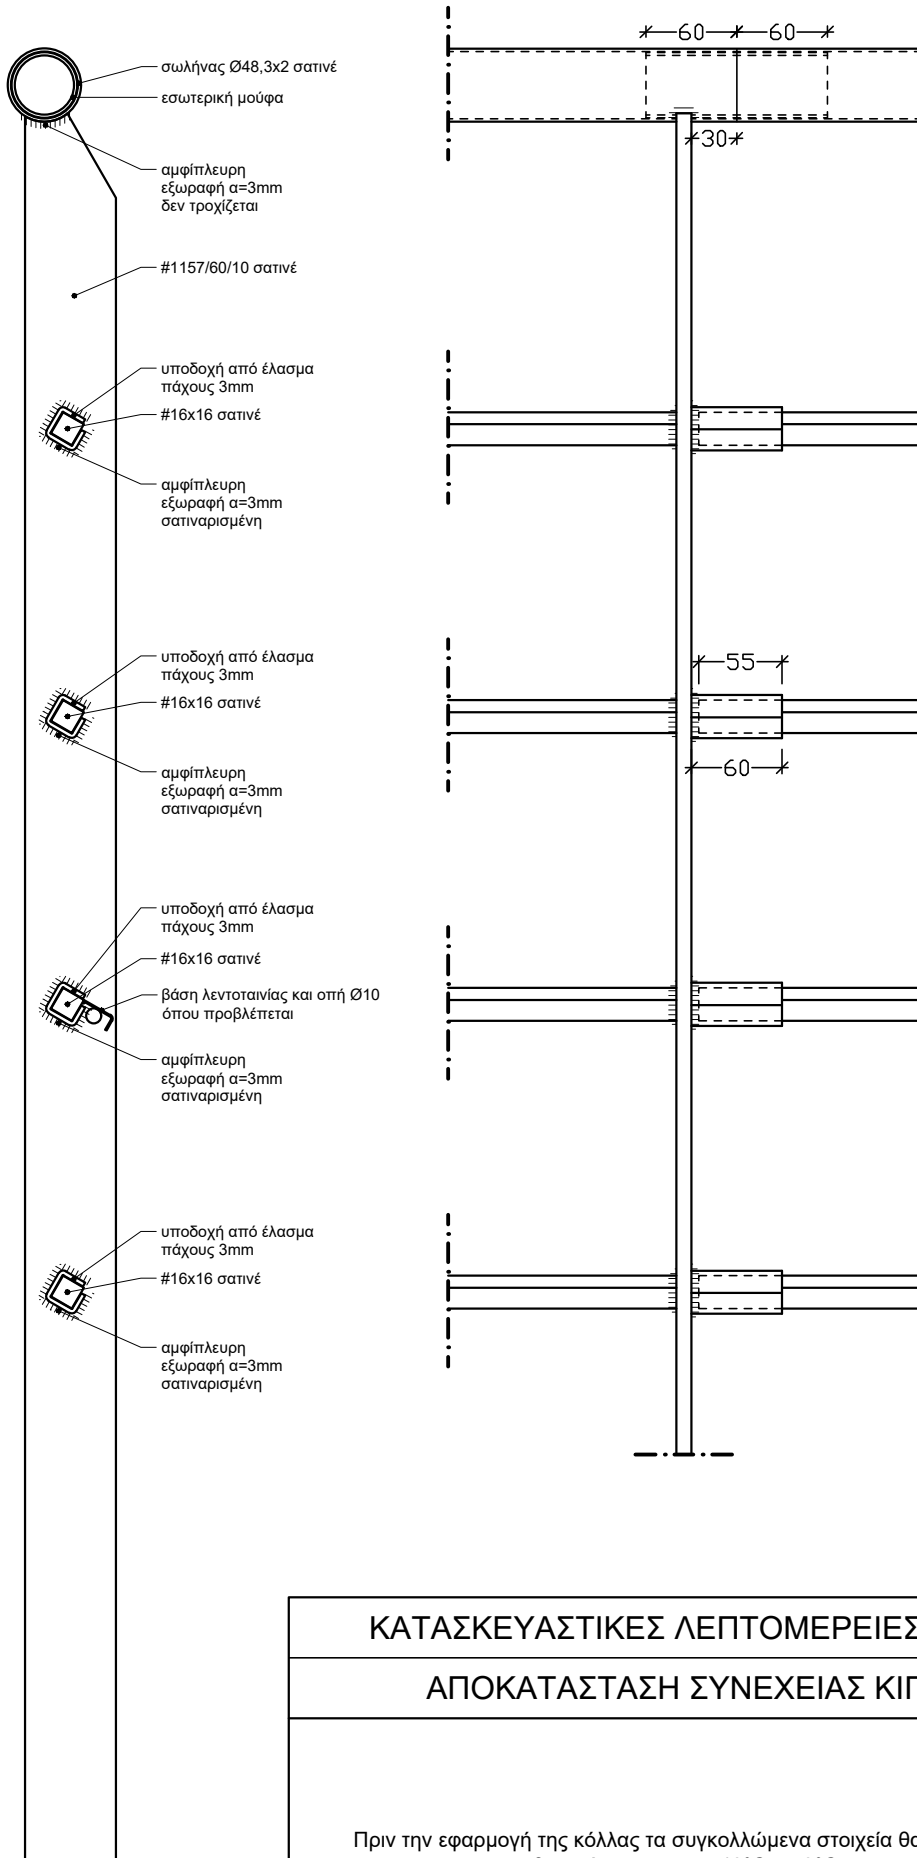 60 60
σωλήνας Ø48,3x2 σατινέ
εσωτερική μούφα
30
αμφίπλευρη
εξωραφή α=3mm
δεν τροχίζεται
#1157/60/10 σατινέ
υποδοχή από έλασμα
πάχους 3mm
#16x16 σατινέ
αμφίπλευρη
εξωραφή α=3mm
σατιναρισμένη
υποδοχή από έλασμα
πάχους 3mm
55
#16x16 σατινέ
60
αμφίπλευρη
εξωραφή α=3mm
σατιναρισμένη
υποδοχή από έλασμα
πάχους 3mm
#16x16 σατινέ
βάση λεντοταινίας και οπή Ø10
όπου προβλέπεται
αμφίπλευρη
εξωραφή α=3mm
σατιναρισμένη
υποδοχή από έλασμα
πάχους 3mm
#16x16 σατινέ
αμφίπλευρη
εξωραφή α=3mm
σατιναρισμένη
ΚΑΤΑΣΚΕΥΑΣΤΙΚΕΣ ΛΕΠΤΟΜΕΡΕΙΕΣ
ΑΠΟΚΑΤΑΣΤΑΣΗ ΣΥΝΕΧΕΙΑΣ
Πριν την εφαρμογή της κόλλας τα συγκολλώμενα στοιχεία